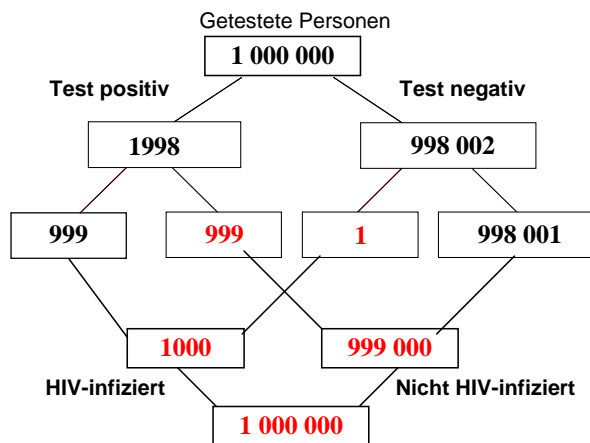 Getestete Personen
1 000 000
Test positiv
Test negativ
1998
998 002
999
999
1
998 001
1000
999 000
HIV-infiziert
Nicht HIV-infiziert
1 000 000